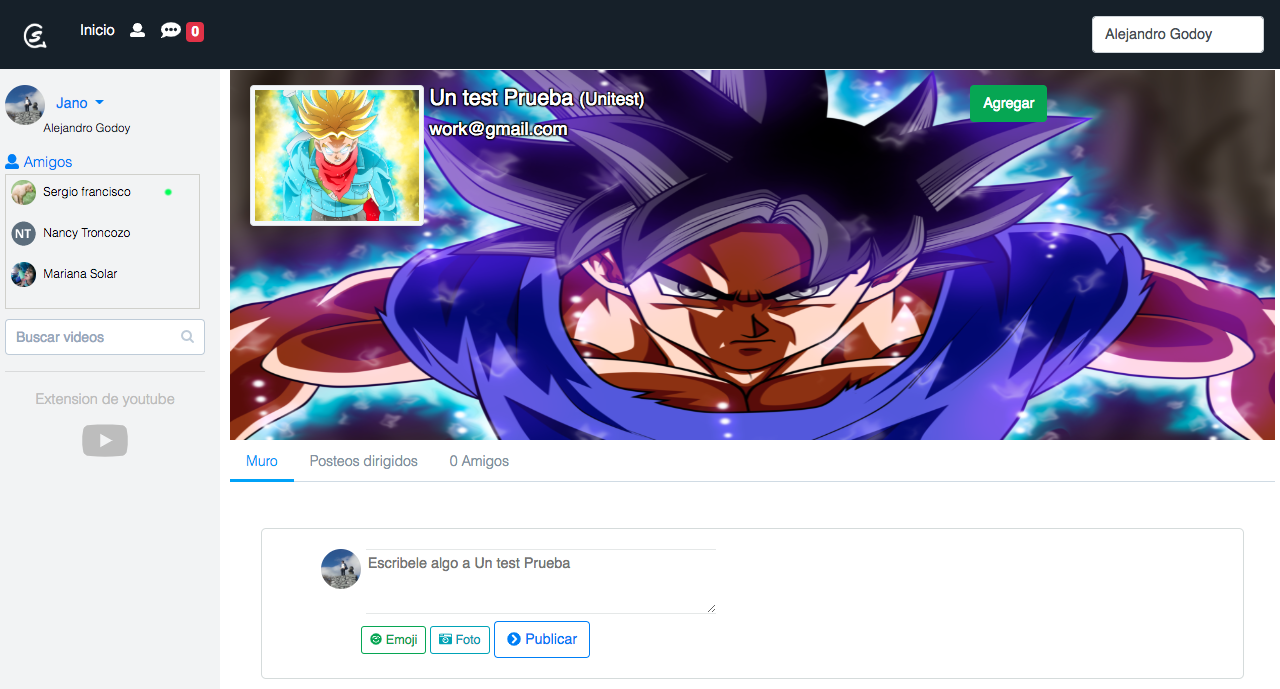 Inicio
0
Alejandro Godoy
Jano
Alejandro Godoy
Amigos
Sergio francisco
NT Nancy Troncozo
Mariana Solar
Buscar videos
Extension de youtube
Un test Prueba (Unitest)
work@gmail.com
Agregar
Muro Posteos dirigidos 0 Amigos
Escribele algo a Un test Prueba
Emoji Foto Publicar